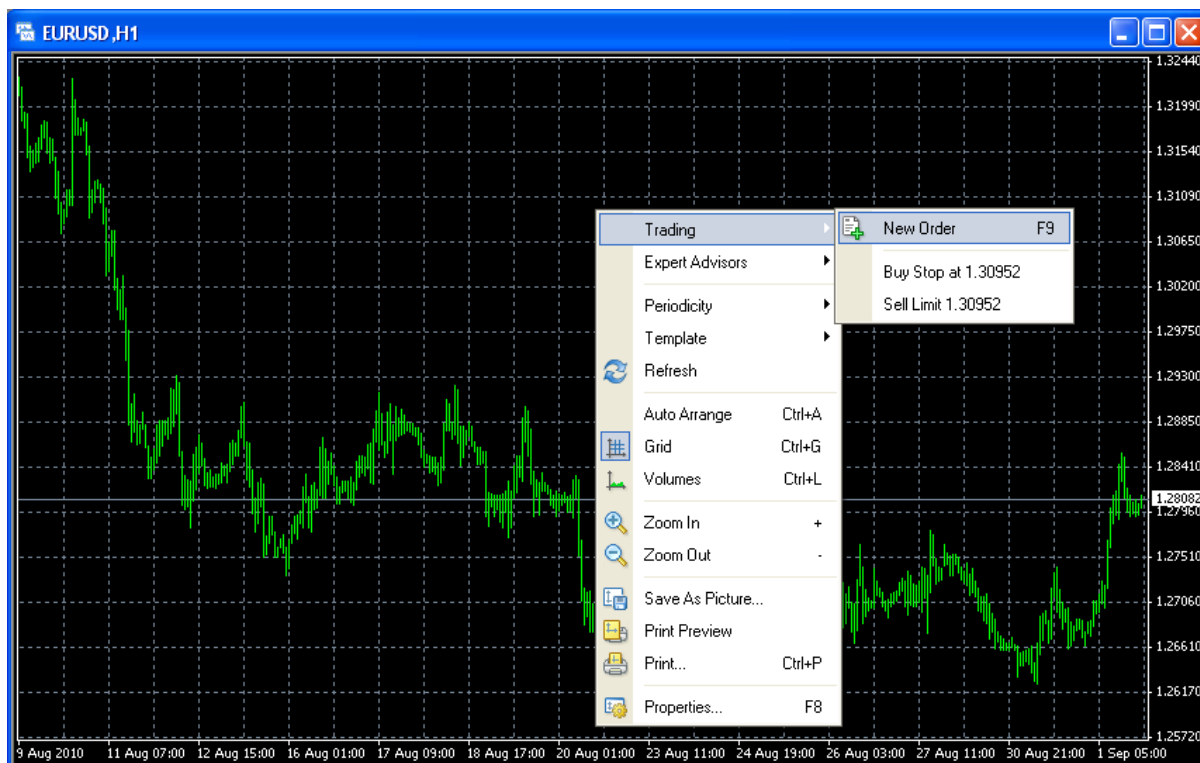 EURUSD,H1
1.32440
1.31990
1.31540
1.31090
1.30650
1.30200
1.29750
1.29300
1.28850
1.28410
1.28082
1.27960
1.27510
1.27060
1.26610
1.26170
1.25720
Trading
Expert Advisors
Periodicity
Template
Refresh
Auto Arrange Ctrl+A
Grid Ctrl+G
Volumes Ctrl+L
Zoom In +
Zoom Out -
Save As Picture...
Print Preview
Print... Ctrl+P
Properties... F8
New Order F9
Buy Stop at 1.30952
Sell Limit 1.30952
9 Aug 2010 11 Aug 07:00 12 Aug 15:00 16 Aug 01:00 17 Aug 09:00 18 Aug 17:00 20 Aug 01:00 23 Aug 11:00 24 Aug 19:00 26 Aug 03:00 27 Aug 11:00 30 Aug 21:00 1 Sep 05:00